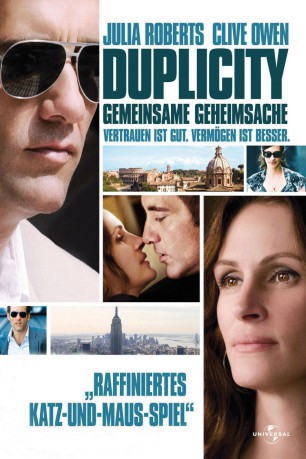 JULIA ROBERTS CLIVE OWEN
DUPLICITY
GEMEINSAME GEHEIMSACHE
VERTRAUEN IST GUT. VERMÖGEN IST BESSER.
„RAFFINIERTES
KATZ-UND-MAUS-SPIEL“
UNIVERSAL